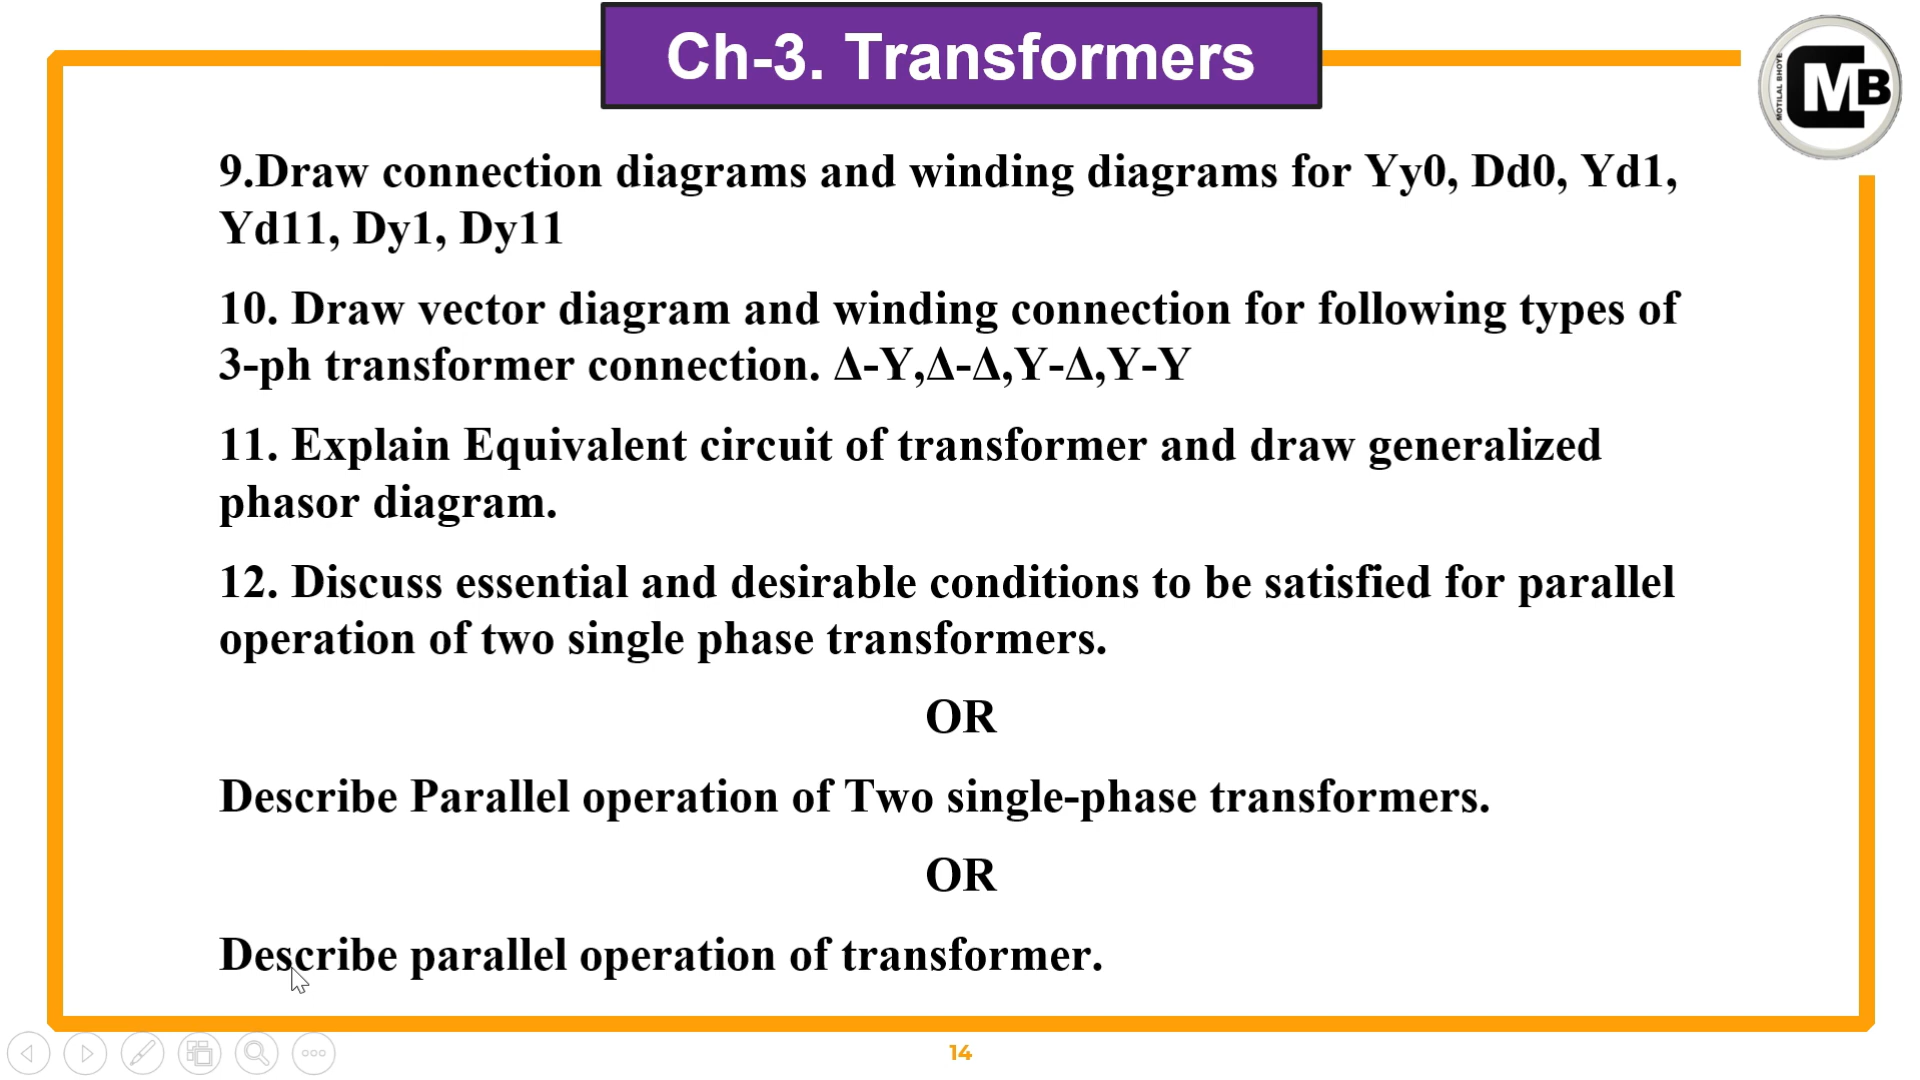 Ch-3. Transformers
MOTILAL BHOYE
CMB
9.Draw connection diagrams and winding diagrams for Yy0, Dd0, Yd1,
Yd11, Dy1, Dy11
10. Draw vector diagram and winding connection for following types of
3-ph transformer connection. Δ-Y,Δ-Δ,Y-Δ,Y-Y
11. Explain Equivalent circuit of transformer and draw generalized
phasor diagram.
12. Discuss essential and desirable conditions to be satisfied for parallel
operation of two single phase transformers.
OR
Describe Parallel operation of Two single-phase transformers.
OR
Describe parallel operation of transformer.
14